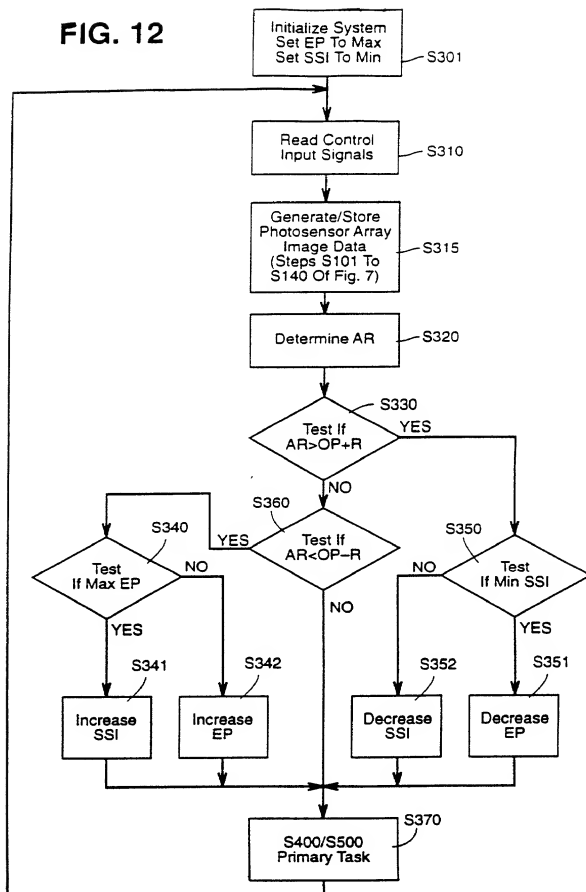 FIG. 12
Initialize System
Set EP To Max
Set SSI To Min
S301
Read Control
Input Signals
S310
Generate/Store
Photosensor Array
Image Data
(Steps S101 To
S140 Of Fig. 7)
S315
Determine AR
S320
S330
Test If
AR>OP+R
YES
NO
S360
Test If
AR<OP−R
YES
NO
S340
Test
If Max EP
NO
YES
S350
Test
If Min SSI
NO
YES
S341
Increase
SSI
S342
Increase
EP
S352
Decrease
SSI
S351
Decrease
EP
S370
S400/S500
Primary Task